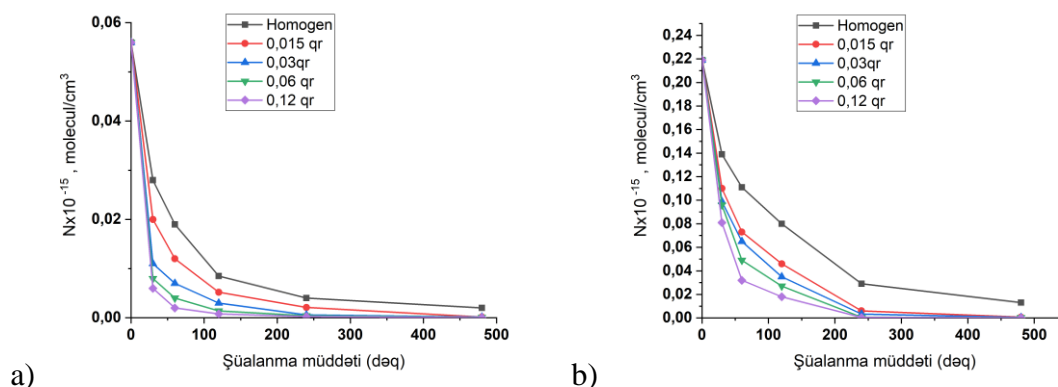 0,06
0,04
0,02
0,00
Nx10 -15 , molecul/cm3
Homogen
0,015 qr
0,03qr
0,06 qr
0,12 qr
0 100 200 300 400 500
Şüalanma müddəti (dəq)
a)
0,24
0,22
0,20
0,18
0,16
0,14
0,12
0,10
0,08
0,06
0,04
0,02
0,00
Nx10 -15 , molecul/cm3
Homogen
0,015 qr
0,03qr
0,06 qr
0,12 qr
0 100 200 300 400 500
Şüalanma müddəti (dəq)
b)